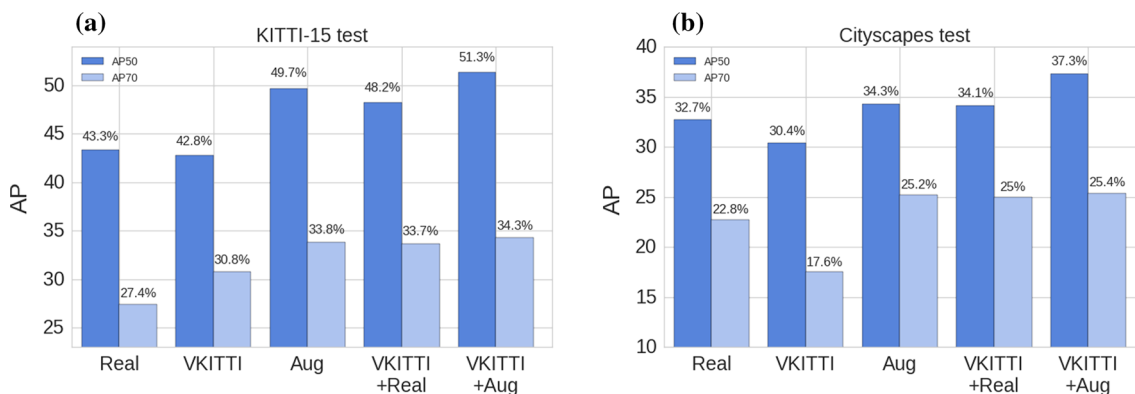 (a)
KITTI-15 test
AP50
AP70
AP
50
45
40
35
30
25
43.3%
27.4%
42.8%
30.8%
49.7%
33.8%
48.2%
33.7%
51.3%
34.3%
Real
VKITTI
Aug
VKITTI
+Real
VKITTI
+Aug
(b)
Cityscapes test
AP50
AP70
AP
40
35
30
25
20
15
10
32.7%
22.8%
30.4%
17.6%
34.3%
25.2%
34.1%
25%
37.3%
25.4%
Real
VKITTI
Aug
VKITTI
+Real
VKITTI
+Aug